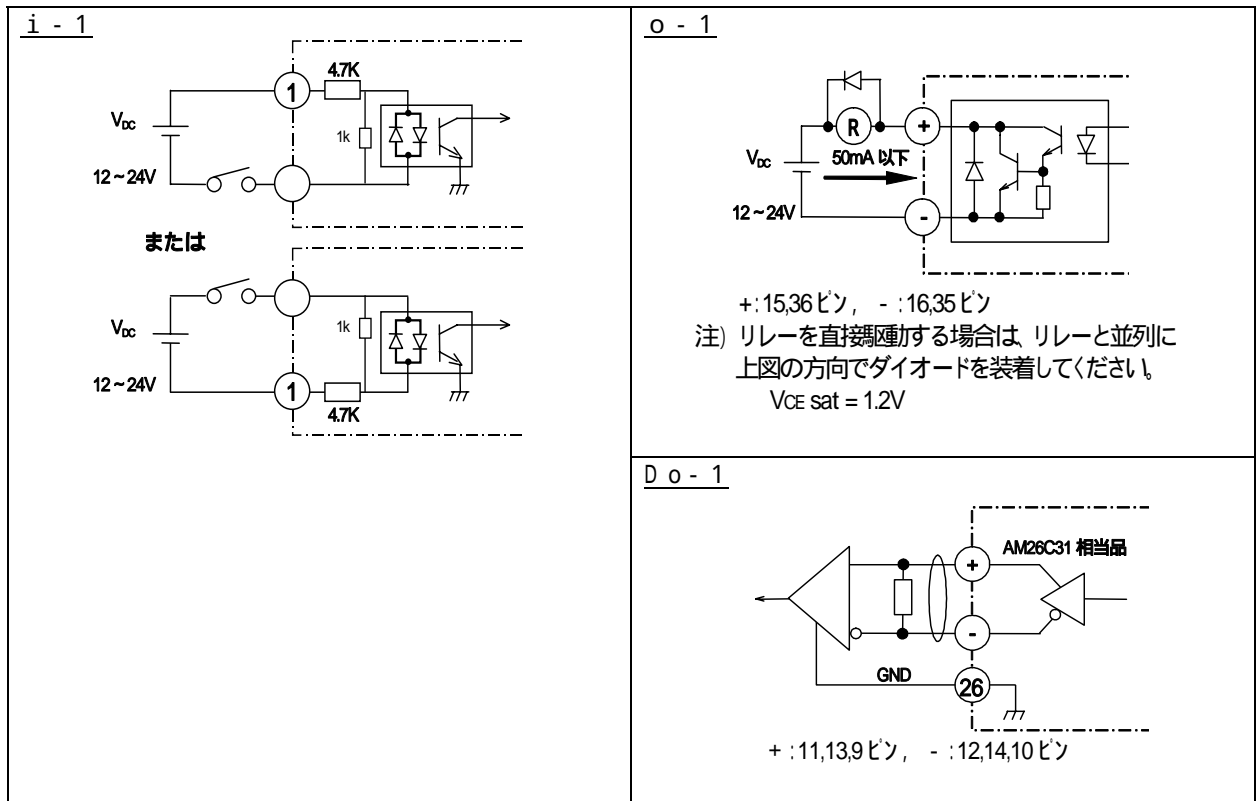 i - 1
4.7K
1
VDC
1k
12~24V
または
VDC
1k
12~24V
1
4.7K
o - 1
R
+
VDC
50mA 以下
12~24V
-
+:15,36ピン, -:16,35ピン
注) リレーを直接駆動する場合は、リレーと並列に
上図の方向でダイオードを装着してください。
VCE sat = 1.2V
D o - 1
AM26C31 相当品
+
-
GND
26
+ :11,13,9ピン, - :12,14,10ピン